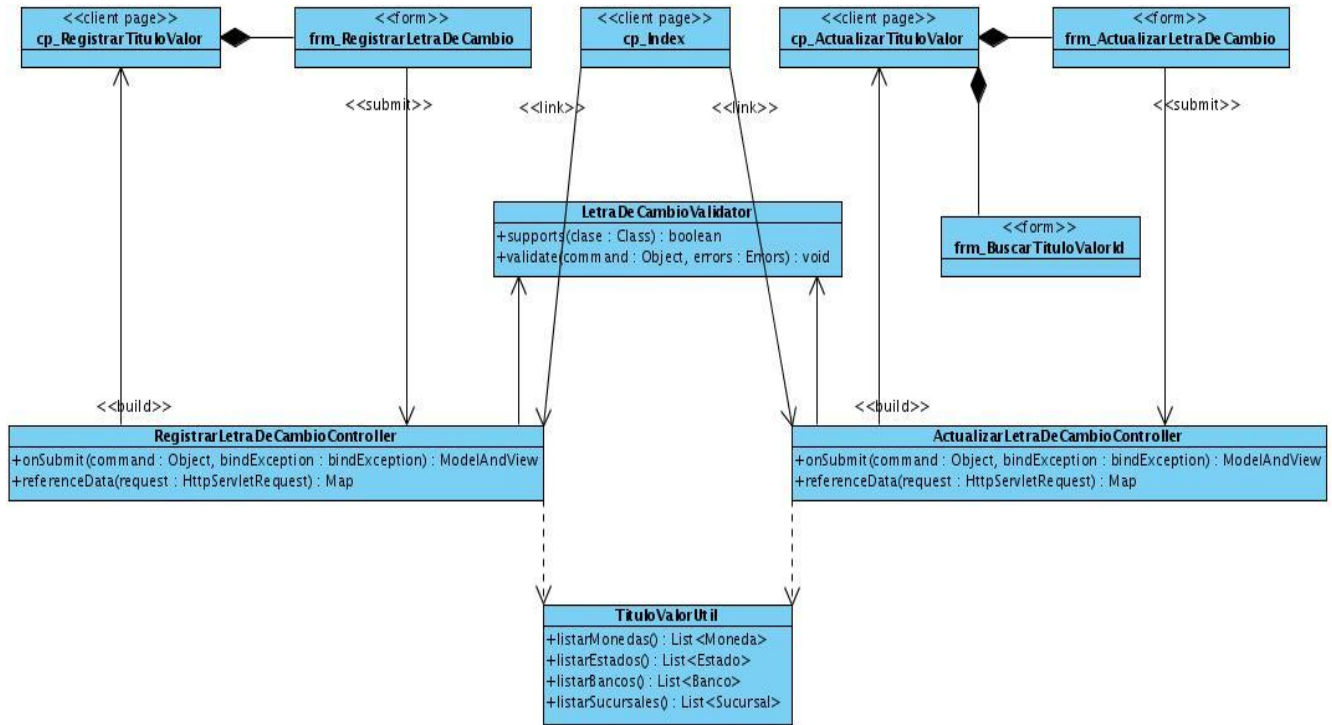 <<client page>>
cp_RegistrarTituloValor
<<form>>
frm_RegistrarLetraDeCambio
<<client page>>
cp_Index
<<client page>>
cp_ActualizarTituloValor
<<form>>
frm_ActualizarLetraDeCambio
<<submit>>
<<link>>
<<link>>
<<submit>>
LetraDeCambioValidator
+supports(clase : Class) : boolean
+validate(command : Object, errors : Errors) : void
<<form>>
frm_BuscarTituloValorId
<<build>>
<<build>>
RegistrarLetraDeCambioController
+onSubmit(command : Object, bindException : bindException) : ModelAndView
+referenceData(request : HttpServletRequest) : Map
ActualizarLetraDeCambioController
+onSubmit(command : Object, bindException : bindException) : ModelAndView
+referenceData(request : HttpServletRequest) : Map
TituloValorUtil
+listarMonedas() : List<Moneda>
+listarEstados() : List<Estado>
+listarBancos() : List<Banco>
+listarSucursales() : List<Sucursal>